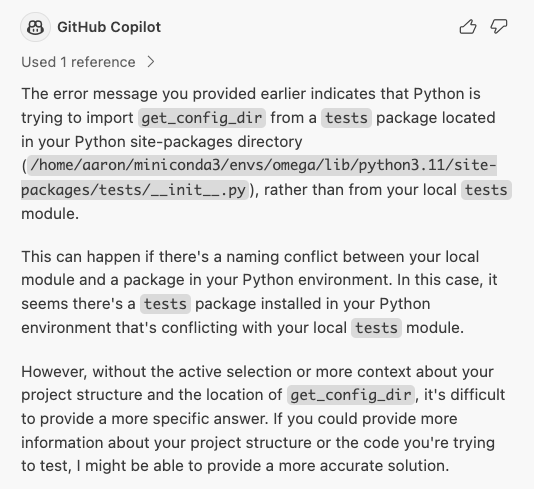 GitHub Copilot
Used 1 reference
The error message you provided earlier indicates that Python is
trying to import get_config_dir from a tests package located
in your Python site-packages directory
(/home/aaron/miniconda3/envs/omega/lib/python3.11/site-
packages/tests/__init__.py), rather than from your local tests
module.
This can happen if there's a naming conflict between your local
module and a package in your Python environment. In this case, it
seems there's a tests package installed in your Python
environment that's conflicting with your local tests module.
However, without the active selection or more context about your
project structure and the location of get_config_dir, it's difficult
to provide a more specific answer. If you could provide more
information about your project structure or the code you're trying
to test, I might be able to provide a more accurate solution.